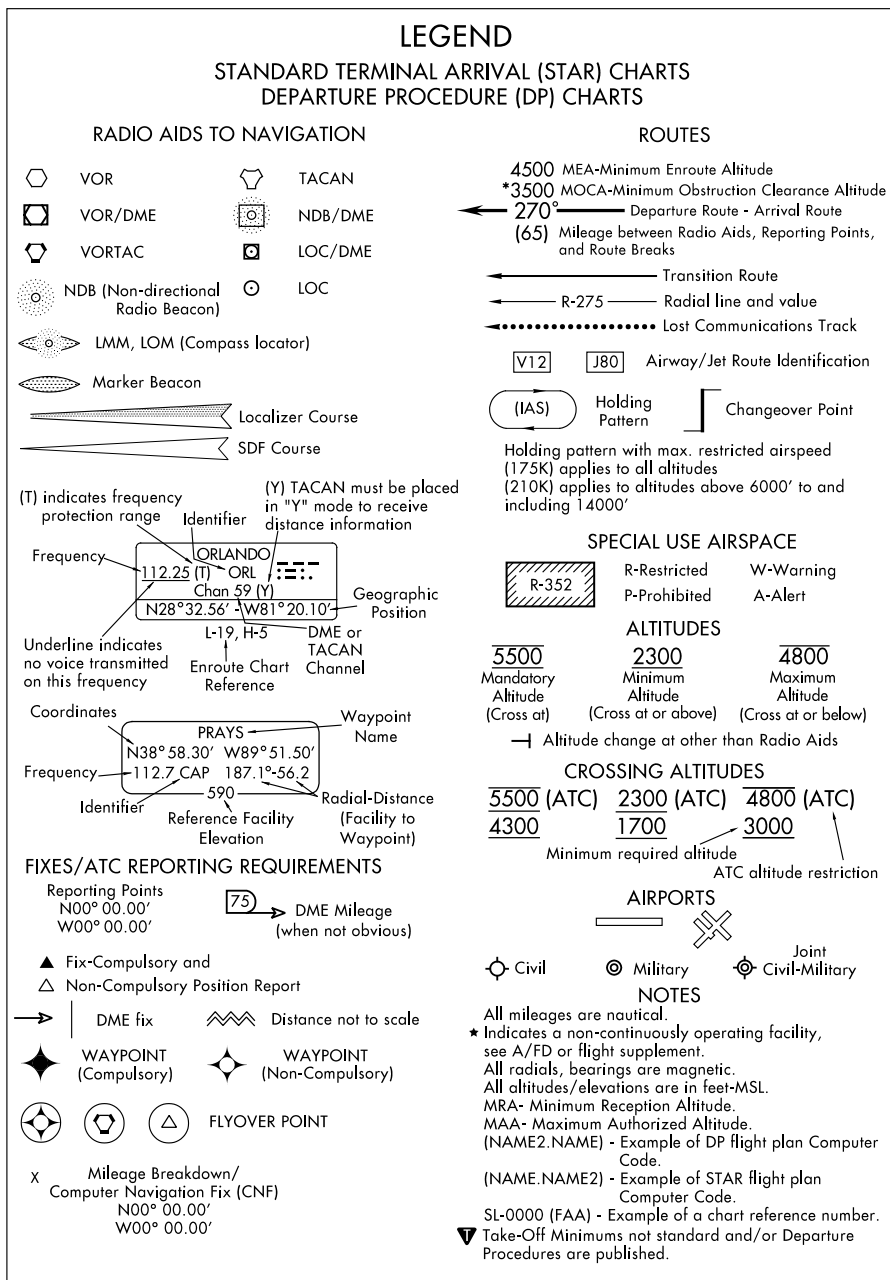 LEGEND
STANDARD TERMINAL ARRIVAL (STAR) CHARTS
DEPARTURE PROCEDURE (DP) CHARTS
RADIO AIDS TO NAVIGATION
VOR
TACAN
VOR/DME
NDB/DME
VORTAC
LOC/DME
NDB (Non-directional
Radio Beacon)
LOC
LMM, LOM (Compass locator)
Marker Beacon
Localizer Course
SDF Course
(T) indicates frequency
protection range
Identifier
(Y) TACAN must be placed
in "Y" mode to receive
distance information
Frequency
ORLANDO
112.25 (T) ORL
Chan 59 (Y)
N28°32.56' - W81°20.10'
Geographic
Position
L-19, H-5
Underline indicates
no voice transmitted
on this frequency
Enroute Chart
Reference
DME or
TACAN
Channel
Coordinates
PRAYS
Waypoint
Name
N38°58.30' W89°51.50'
Frequency
112.7 CAP 187.1°-56.2
590
Identifier
Reference Facility
Elevation
Radial-Distance
(Facility to
Waypoint)
FIXES/ATC REPORTING REQUIREMENTS
Reporting Points
N00° 00.00'
W00° 00.00'
75
DME Mileage
(when not obvious)
Fix-Compulsory and
Non-Compulsory Position Report
DME fix
Distance not to scale
WAYPOINT
(Compulsory)
WAYPOINT
(Non-Compulsory)
FLYOVER POINT
X
Mileage Breakdown/
Computer Navigation Fix (CNF)
N00° 00.00'
W00° 00.00'
ROUTES
4500 MEA-Minimum Enroute Altitude
*3500 MOCA-Minimum Obstruction Clearance Altitude
270° Departure Route - Arrival Route
(65) Mileage between Radio Aids, Reporting Points,
and Route Breaks
Transition Route
R-275 Radial line and value
Lost Communications Track
V12 J80 Airway/Jet Route Identification
(IAS)
Holding
Pattern
Changeover Point
Holding pattern with max. restricted airspeed
(175K) applies to all altitudes
(210K) applies to altitudes above 6000' to and
including 14000'
SPECIAL USE AIRSPACE
R-352
R-Restricted W-Warning
P-Prohibited A-Alert
ALTITUDES
5500 2300 4800
Mandatory
Altitude
(Cross at)
Minimum
Altitude
(Cross at or above)
Maximum
Altitude
(Cross at or below)
Altitude change at other than Radio Aids
CROSSING ALTITUDES
5500 (ATC) 2300 (ATC) 4800 (ATC)
4300 1700 3000
Minimum required altitude
ATC altitude restriction
AIRPORTS
Civil
Military
Joint
Civil-Military
NOTES
All mileages are nautical.
★ Indicates a non-continuously operating facility,
see A/FD or flight supplement.
All radials, bearings are magnetic.
All altitudes/elevations are in feet-MSL.
MRA- Minimum Reception Altitude.
MAA- Maximum Authorized Altitude.
(NAME2.NAME) - Example of DP flight plan Computer
Code.
(NAME.NAME2) - Example of STAR flight plan
Computer Code.
SL-0000 (FAA) - Example of a chart reference number.
T Take-Off Minimums not standard and/or Departure
Procedures are published.